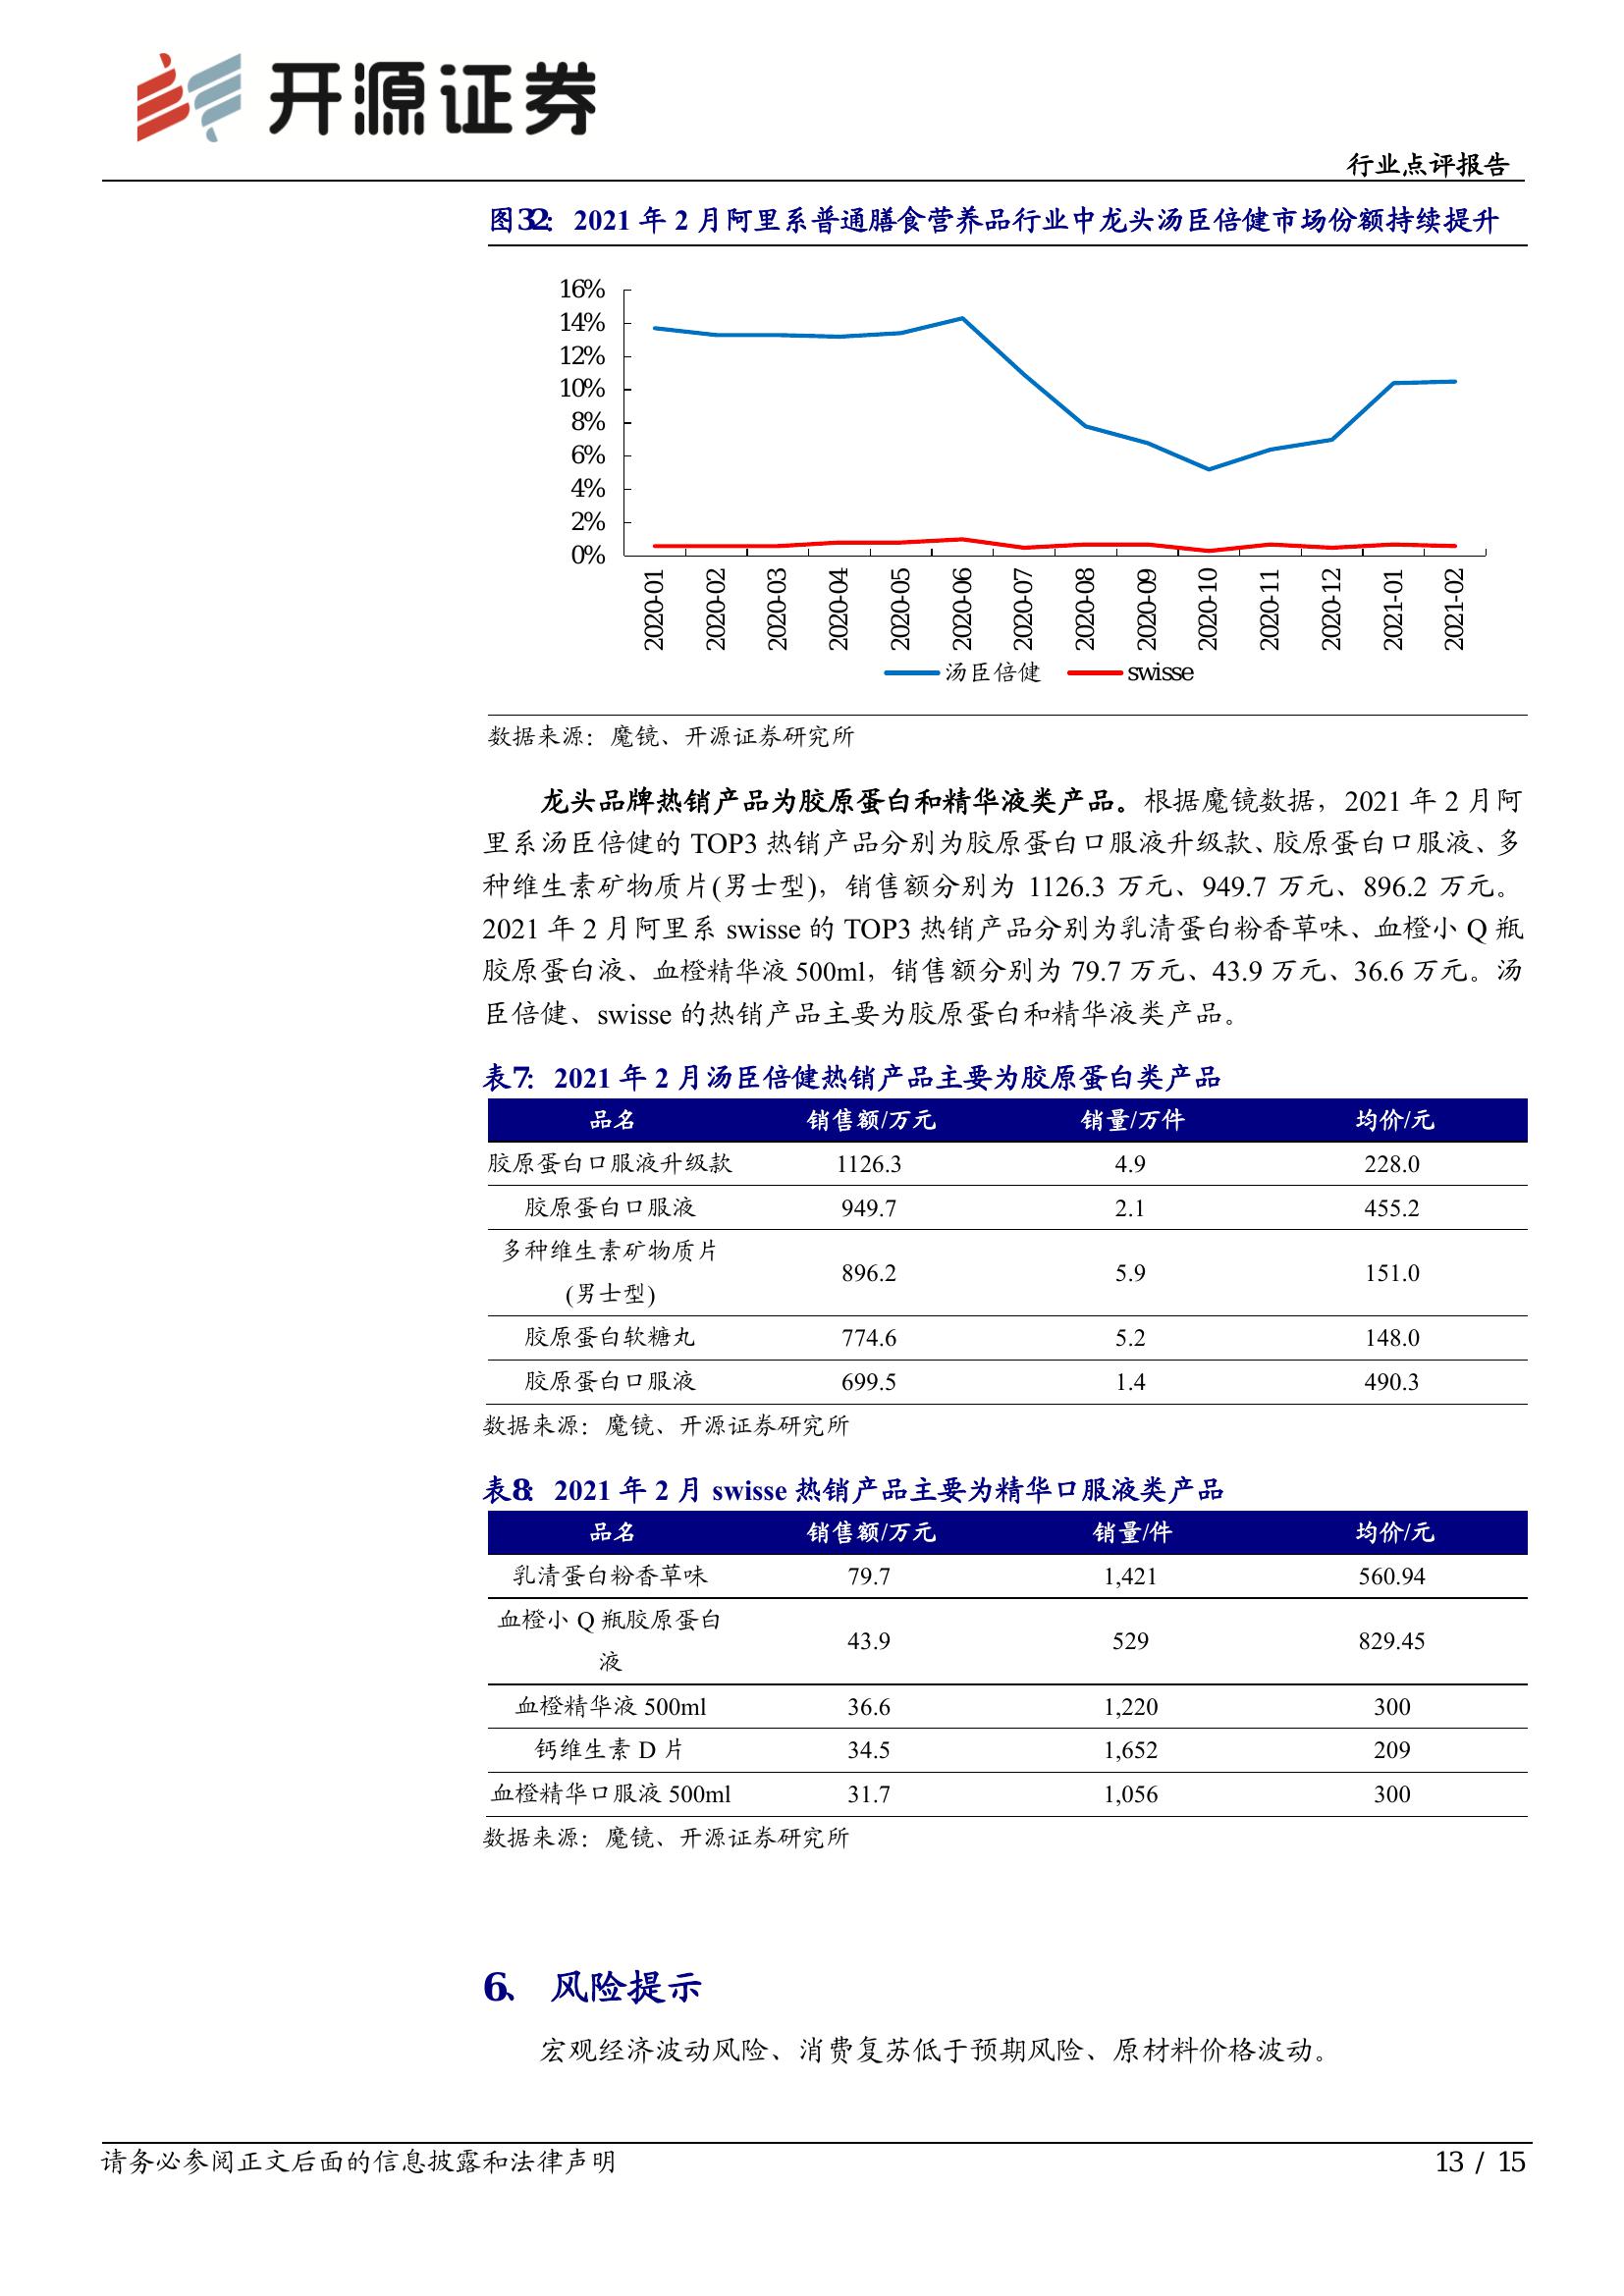 开源证券
行业点评报告
图32：2021 年 2 月阿里系普通膳食营养品行业中龙头汤臣倍健市场份额持续提升
16%
14%
12%
10%
8%
6%
4%
2%
0%
2020-01 2020-02 2020-03 2020-04 2020-05 2020-06 2020-07 2020-08 2020-09 2020-10 2020-11 2020-12 2021-01 2021-02
汤臣倍健 swisse
数据来源：魔镜、开源证券研究所
龙头品牌热销产品为胶原蛋白和精华液类产品。根据魔镜数据，2021 年 2 月阿
里系汤臣倍健的 TOP3 热销产品分别为胶原蛋白口服液升级款、胶原蛋白口服液、多
种维生素矿物质片(男士型)，销售额分别为 1126.3 万元、949.7 万元、896.2 万元。
2021 年 2 月阿里系 swisse 的 TOP3 热销产品分别为乳清蛋白粉香草味、血橙小 Q 瓶
胶原蛋白液、血橙精华液 500ml，销售额分别为 79.7 万元、43.9 万元、36.6 万元。汤
臣倍健、swisse 的热销产品主要为胶原蛋白和精华液类产品。
表7：2021 年 2 月汤臣倍健热销产品主要为胶原蛋白类产品
品名 销售额/万元 销量/万件 均价/元
胶原蛋白口服液升级款 1126.3 4.9 228.0
胶原蛋白口服液 949.7 2.1 455.2
多种维生素矿物质片
(男士型) 896.2 5.9 151.0
胶原蛋白软糖丸 774.6 5.2 148.0
胶原蛋白口服液 699.5 1.4 490.3
数据来源：魔镜、开源证券研究所
表8：2021 年 2 月 swisse 热销产品主要为精华口服液类产品
品名 销售额/万元 销量/件 均价/元
乳清蛋白粉香草味 79.7 1,421 560.94
血橙小 Q 瓶胶原蛋白
液 43.9 529 829.45
血橙精华液 500ml 36.6 1,220 300
钙维生素 D 片 34.5 1,652 209
血橙精华口服液 500ml 31.7 1,056 300
数据来源：魔镜、开源证券研究所
6、 风险提示
宏观经济波动风险、消费复苏低于预期风险、原材料价格波动。
请务必参阅正文后面的信息披露和法律声明 13 / 15